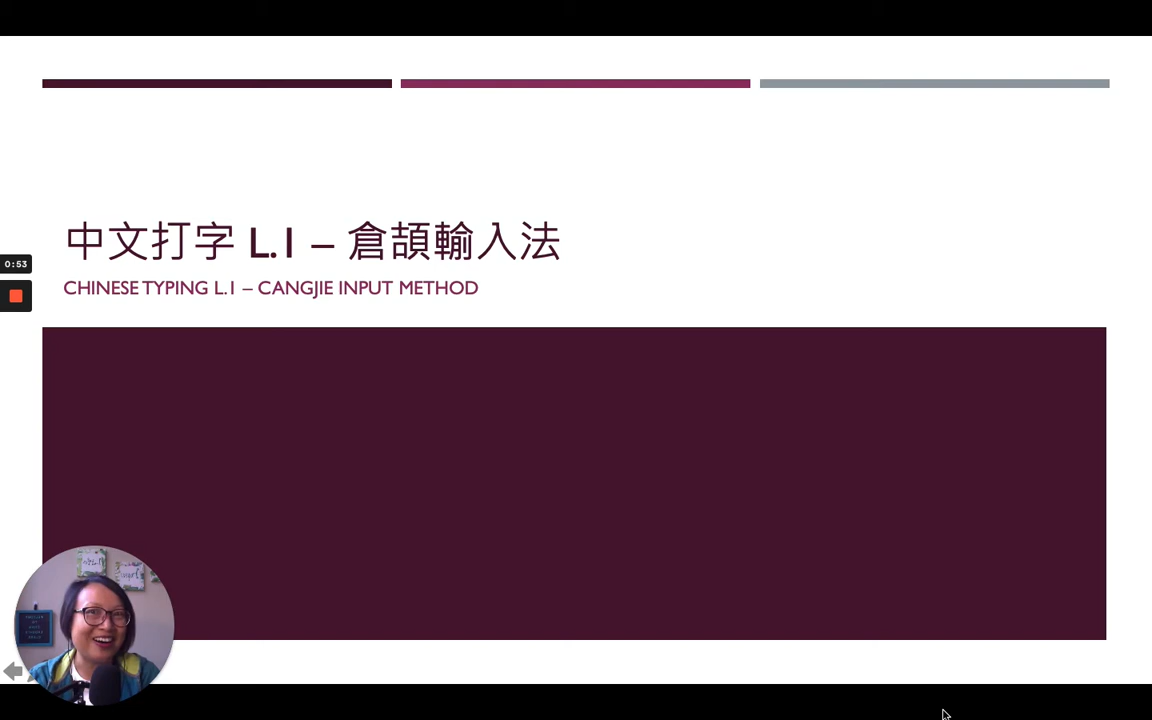 中文打字 L.1 – 倉頡輸入法
CHINESE TYPING L.1 – CANGJIE INPUT METHOD
0:53